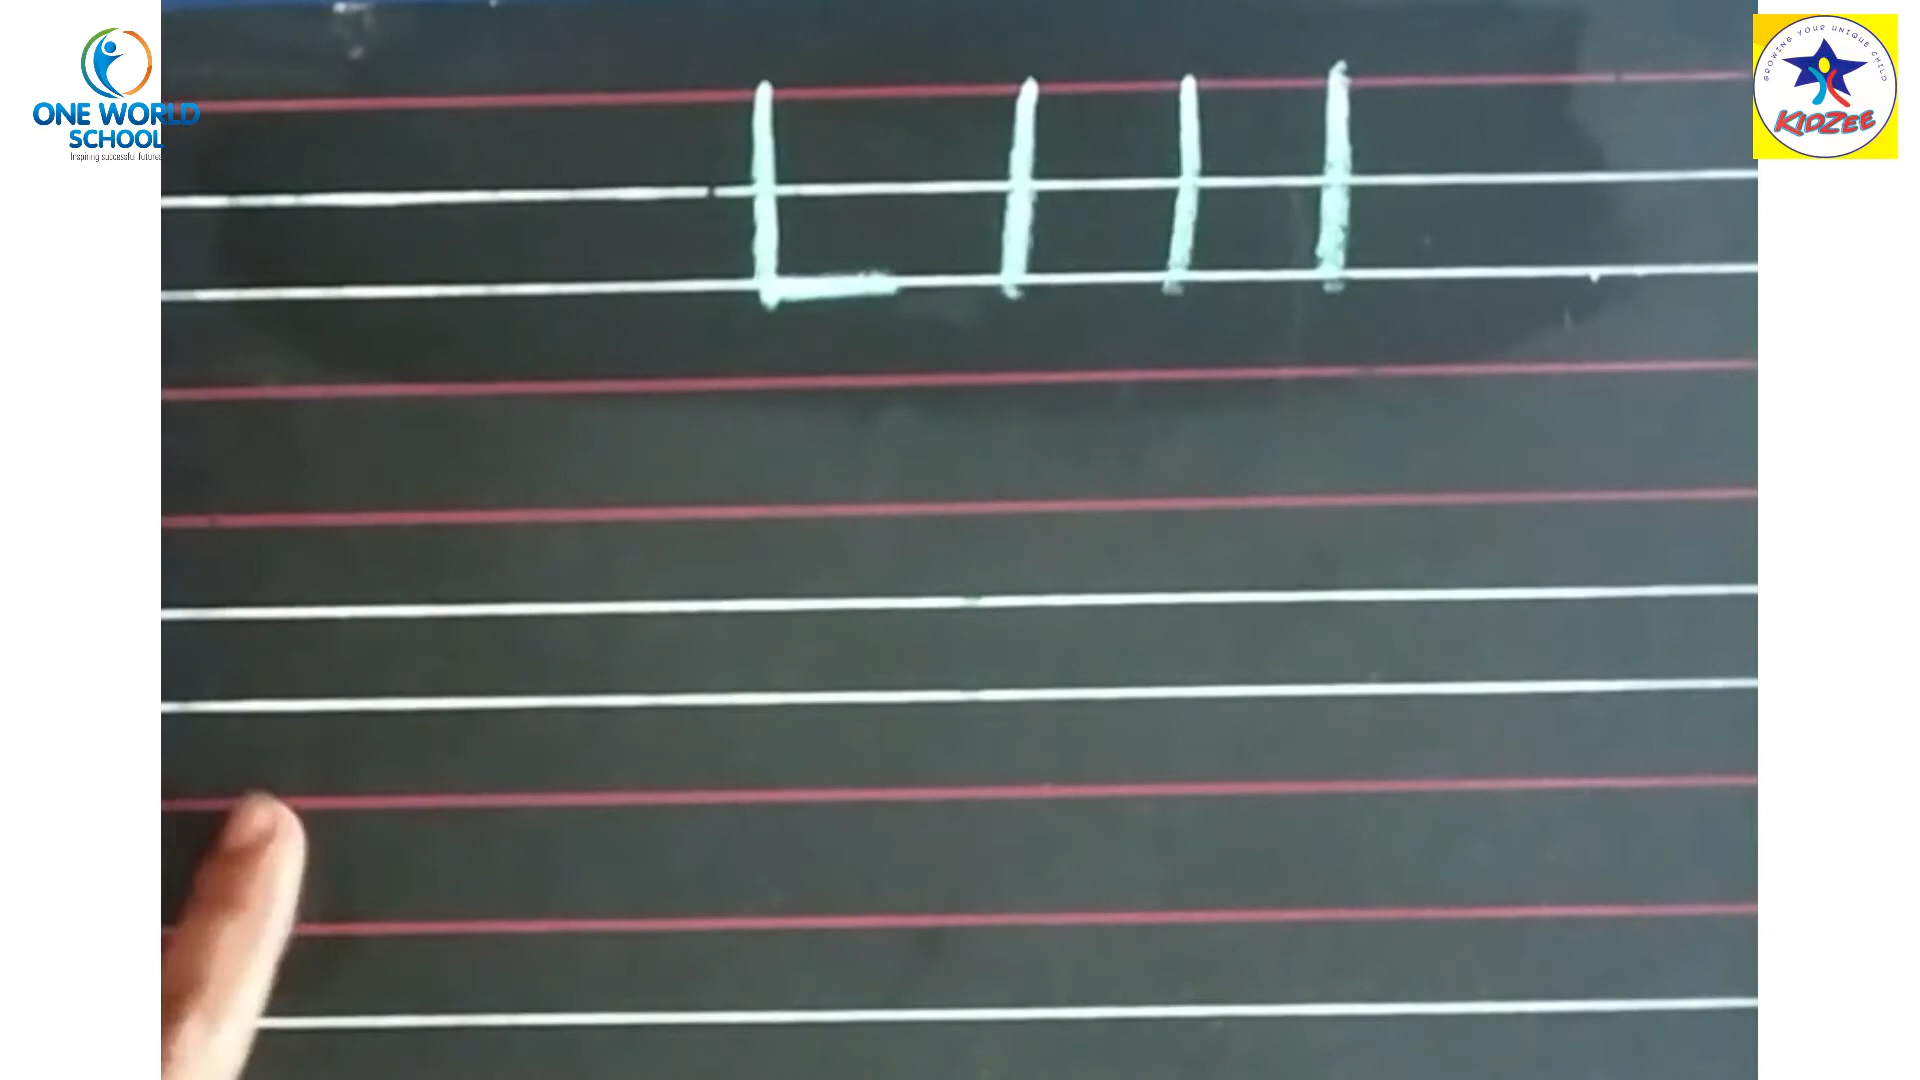 ONE WORLD
SCHOOL
Inspiring successful futures
L l l l
GROWING YOUR UNIQUE CHILD
KIDZEE